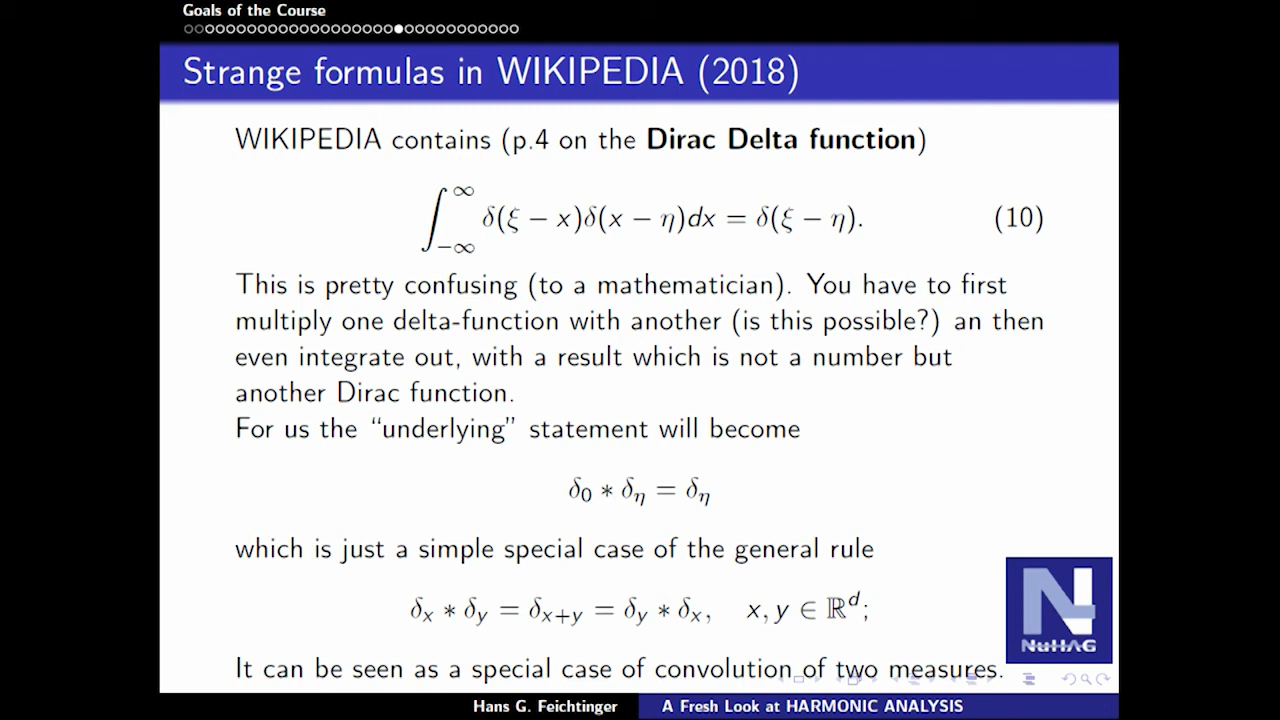 Goals of the Course
Strange formulas in WIKIPEDIA (2018)
WIKIPEDIA contains (p.4 on the Dirac Delta function)
∫_{-∞}^{∞} δ(ξ − x)δ(x − η)dx = δ(ξ − η). (10)
This is pretty confusing (to a mathematician). You have to first
multiply one delta-function with another (is this possible?) an then
even integrate out, with a result which is not a number but
another Dirac function.
For us the “underlying” statement will become
δ₀ ∗ δ_η = δ_η
which is just a simple special case of the general rule
δ_x ∗ δ_y = δ_{x+y} = δ_y ∗ δ_x, x, y ∈ ℝ^d;
It can be seen as a special case of convolution of two measures.
NuHAG
Hans G. Feichtinger A Fresh Look at HARMONIC ANALYSIS